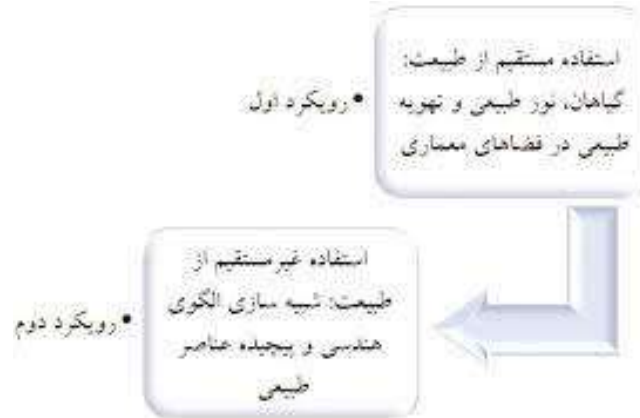 استفاده مستقیم از طبیعت:
گیاهان، نور طبیعی و تهویه
طبیعی در فضاهای معماری
• رویکرد اول
استفاده غیرمستقیم از
طبیعت: شبیه سازی الگوی
هندسی و پیچیده عناصر
طبیعی
• رویکرد دوم